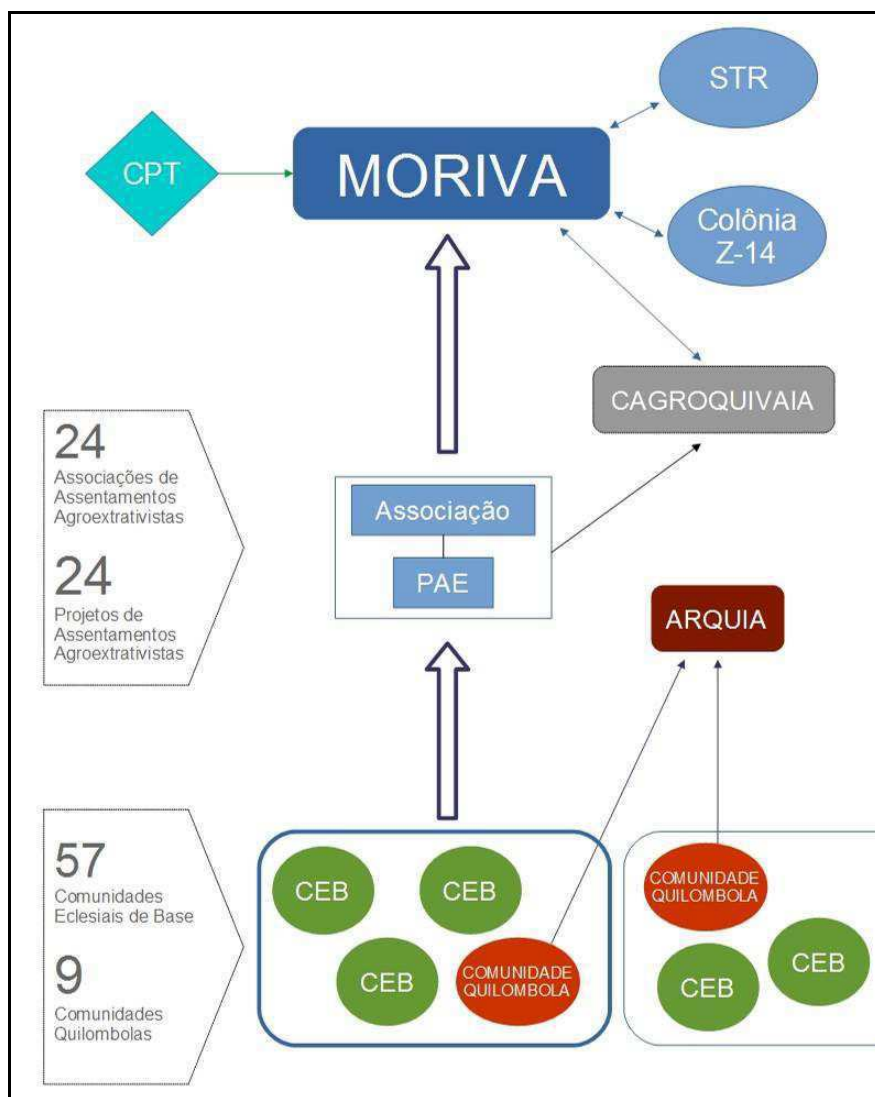 STR
CPT
MORIVA
Colônia
Z-14
CAGROQUIVAIA
24
Associações de
Assentamentos
Agroextrativistas
24
Projetos de
Assentamentos
Agroextrativistas
Associação
PAE
ARQUIA
57
Comunidades
Eclesiais de Base
9
Comunidades
Quilombolas
CEB
CEB
CEB
COMUNIDADE
QUILOMBOLA
COMUNIDADE
QUILOMBOLA
CEB
CEB